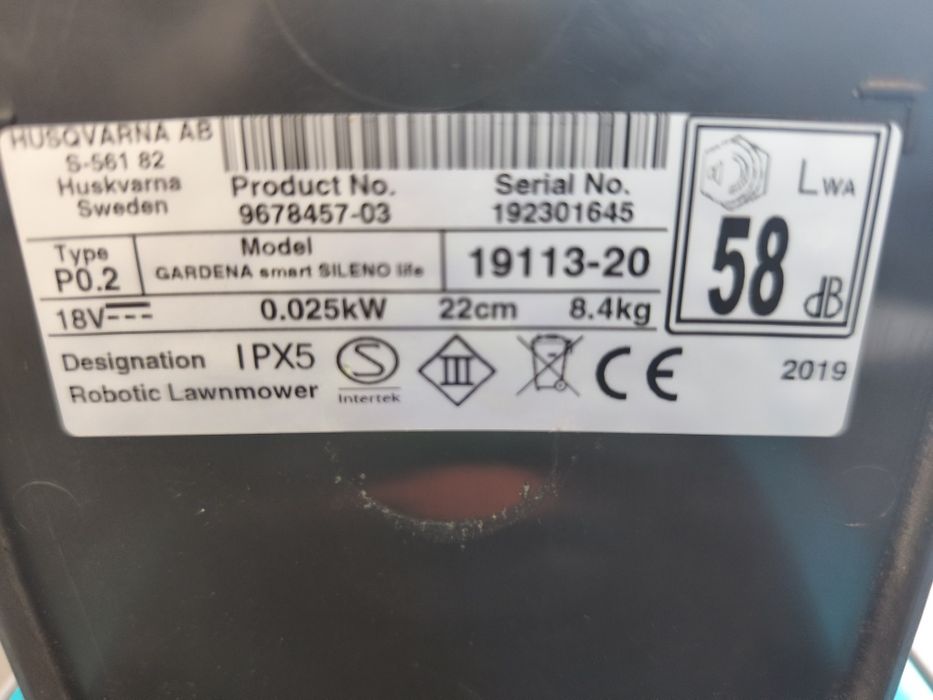 HUSQVARNA AB
S-561 82
Huskvarna
Sweden
Product No.
9678457-03
Serial No.
192301645
LWA
58
dB
Type
P0.2
Model
GARDENA smart SILENO life
19113-20
18V
0.025kW
22cm
8.4kg
Designation
Robotic Lawnmower
IPX5
S
Intertek
III
CE
2019